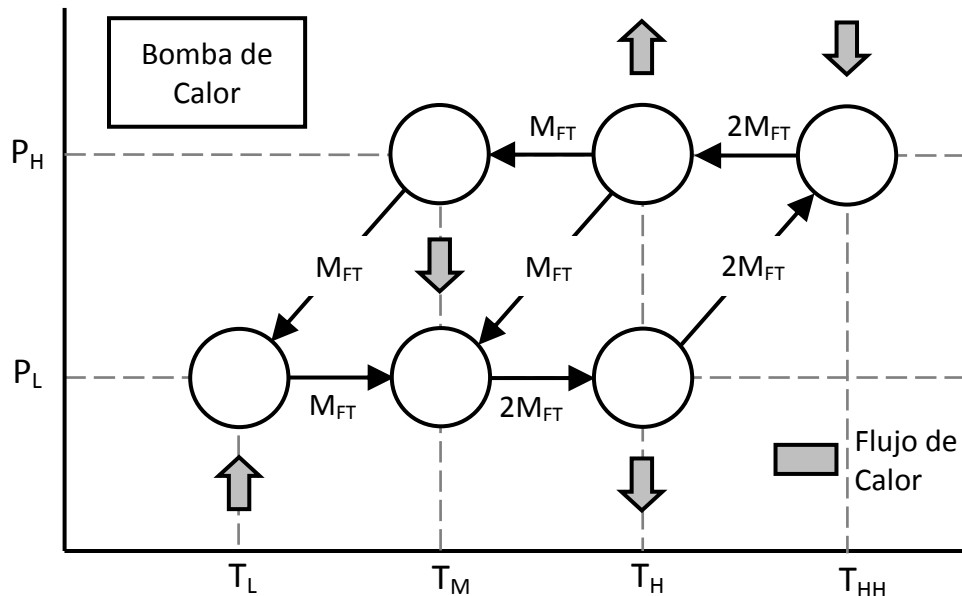 Bomba de
Calor
P_H
M_FT
2M_FT
M_FT
M_FT
2M_FT
P_L
M_FT
2M_FT
Flujo de
Calor
T_L
T_M
T_H
T_HH